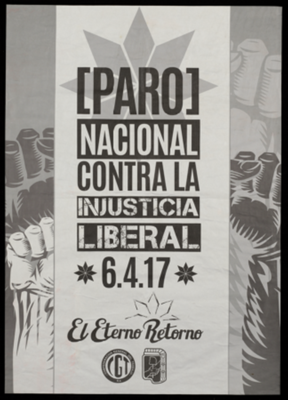 [PARO]
NACIONAL
CONTRA LA
INJUSTICIA
LIBERAL
6.4.17
El Eterno Retorno
CGT